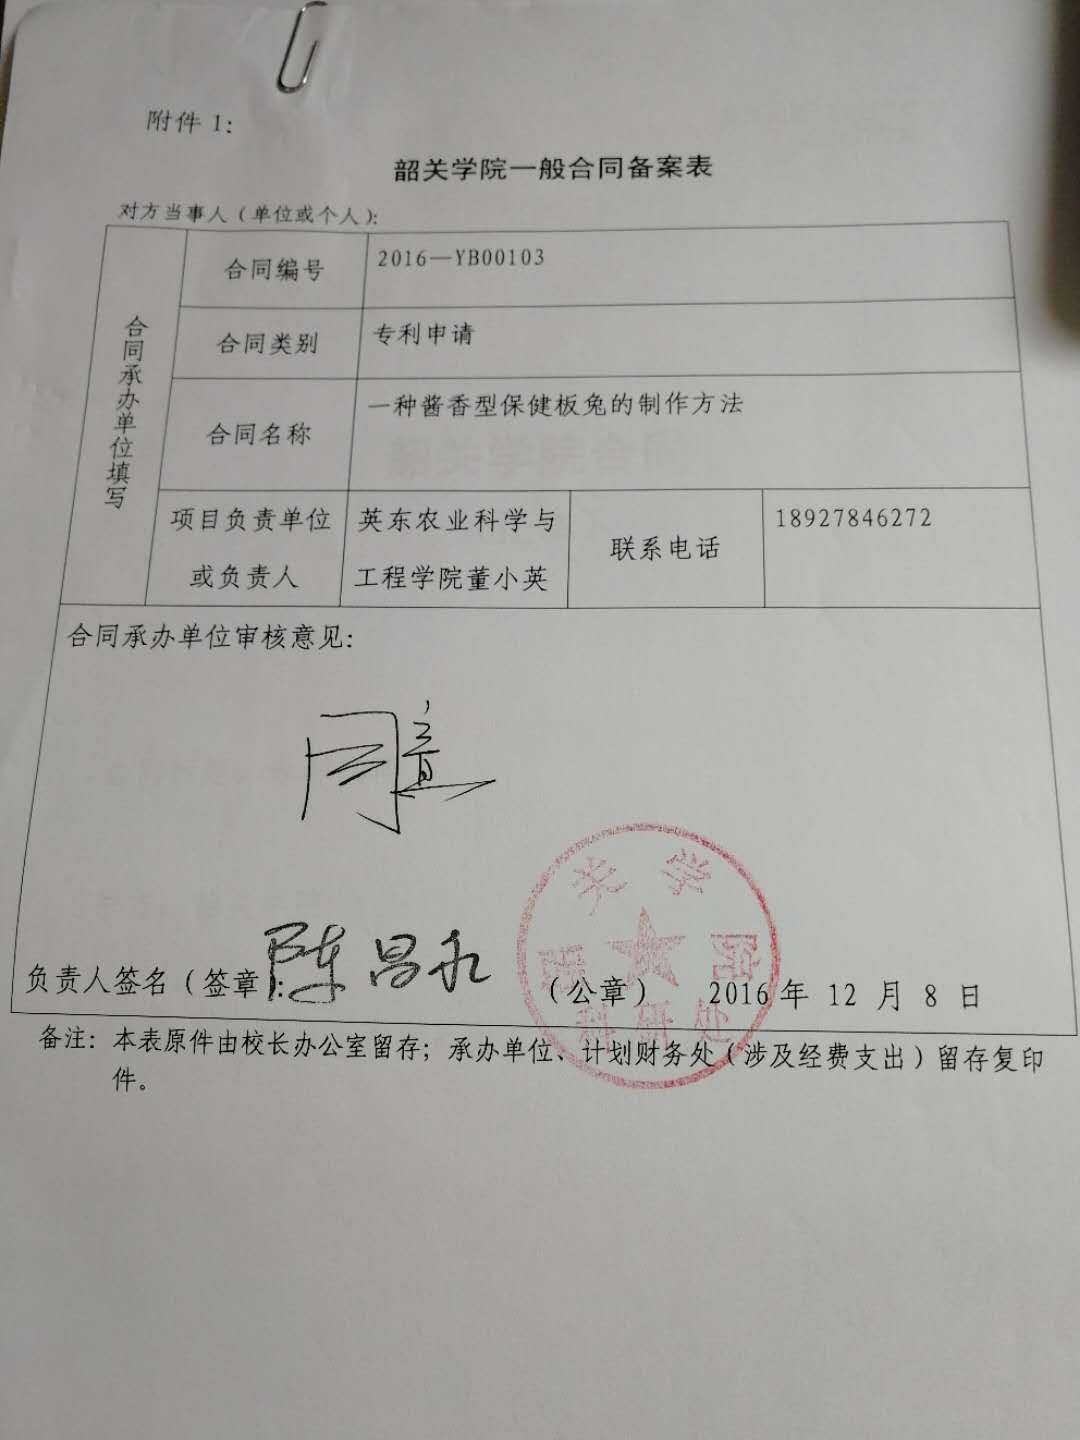 附件 1：
韶关学院一般合同备案表
对方当事人（单位或个人）：
合同承办单位填写
合同编号 2016—YB00103
合同类别 专利申请
合同名称 一种酱香型保健板兔的制作方法
项目负责单位或负责人 英东农业科学与工程学院董小英 联系电话 18927846272
合同承办单位审核意见：
同意
韶关学院
科研处
负责人签名（签章）： 陈昌永 （公章） 2016 年 12 月 8 日
备注：本表原件由校长办公室留存；承办单位、计划财务处（涉及经费支出）留存复印
件。